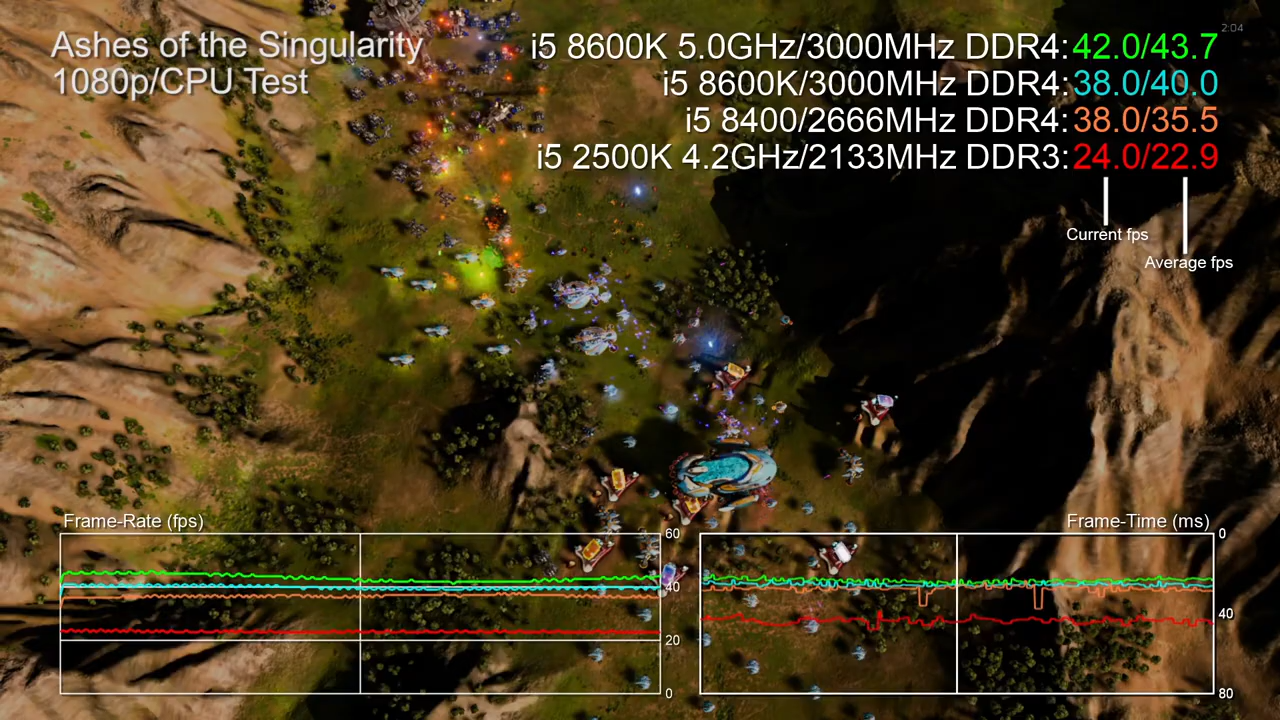 2:04
Ashes of the Singularity
1080p/CPU Test
i5 8600K 5.0GHz/3000MHz DDR4:42.0/43.7
i5 8600K/3000MHz DDR4:38.0/40.0
i5 8400/2666MHz DDR4:38.0/35.5
i5 2500K 4.2GHz/2133MHz DDR3:24.0/22.9
Current fps
Average fps
Frame-Rate (fps)
60
40
20
0
Frame-Time (ms)
0
40
80